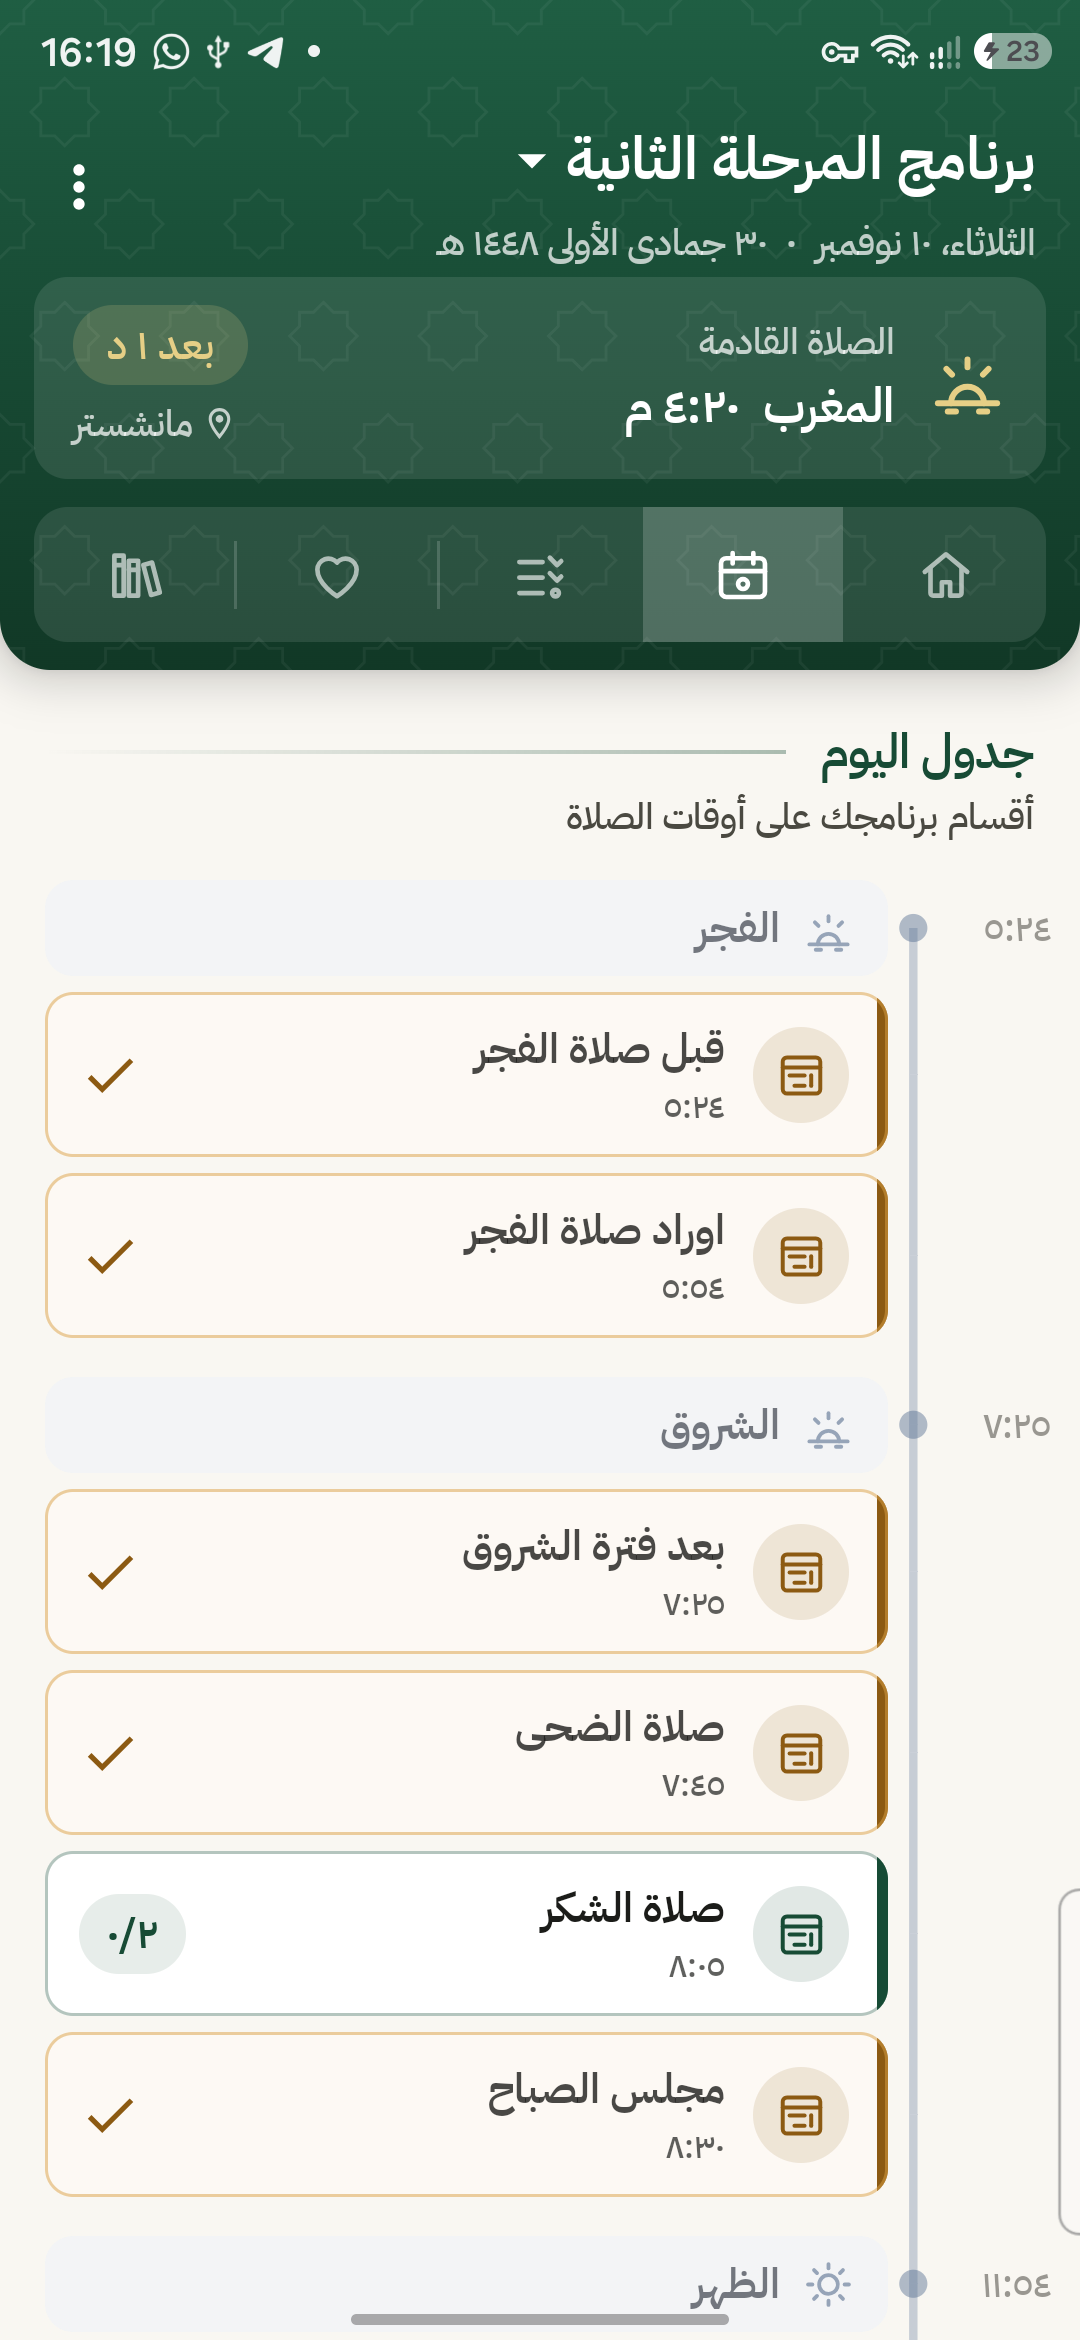 16:19
23
برنامج المرحلة الثانية
الثلاثاء، ١٠ نوفمبر · ٣٠ جمادى الأولى ١٤٤٨ هـ
الصلاة القادمة
بعد ١ د
المغرب ٤:٢٠ م
مانشستر
جدول اليوم
أقسام برنامجك على أوقات الصلاة
٥:٢٤ الفجر
قبل صلاة الفجر
٥:٢٤
اوراد صلاة الفجر
٥:٥٤
٧:٢٥ الشروق
بعد فترة الشروق
٧:٢٥
صلاة الضحى
٧:٤٥
صلاة الشكر
٠/٢
٨:٠٥
مجلس الصباح
٨:٣٠
١١:٥٤ الظهر